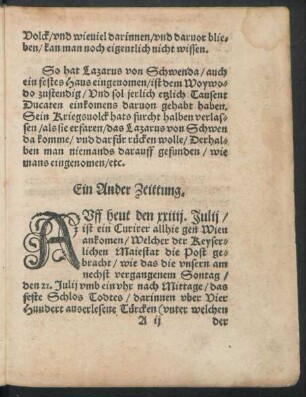 Volck/vnd wieuiel darinnen/vnd daruor blie-
ben/kan man noch eigentlich nicht wissen.
So hat Lazarus von Schwenda/auch
ein festes Haus eingenomen/ist dem Woywo-
do zustendig/Vnd sol jerlich etzlich Tausent
Ducaten einkomens daruon gehabt haben.
Sein Kriegsuolck hats furcht halben verlas-
sen/als sie erfaren/das Lazarus von Schwen
da komme/vnd darfür rücken wolle/Derhal-
ben man niemands darauff gefunden/wie
mans eingenomen/etc.
Ein Ander Zeittung.
AVff heut den xxiiij. Julij/
ist ein Curirer allhie gen Wien
ankomen/Welcher der Keyser-
lichen Maiestat die Post ge-
bracht/wie das die vnsern am
nechst vergangenem Sontag/
den 21. Julij vmb ein vhr nach Mittage/das
feste Schlos Todtes/darinnen vber Vier
Hundert auserlesene Türcken (vnter welchen
A ij der